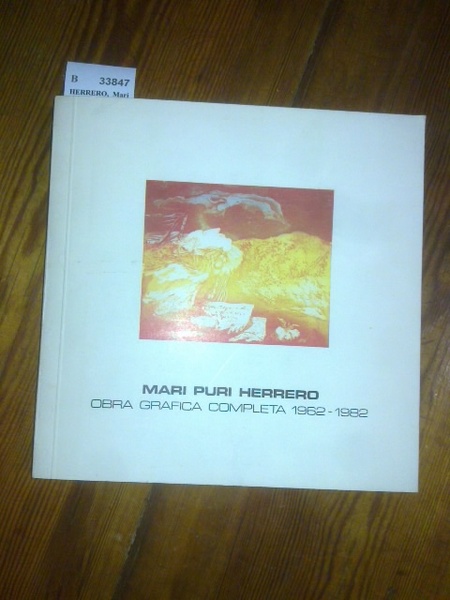 B 33847
HERRERO, Mari
MARI PURI HERRERO
OBRA GRAFICA COMPLETA 1962-1982